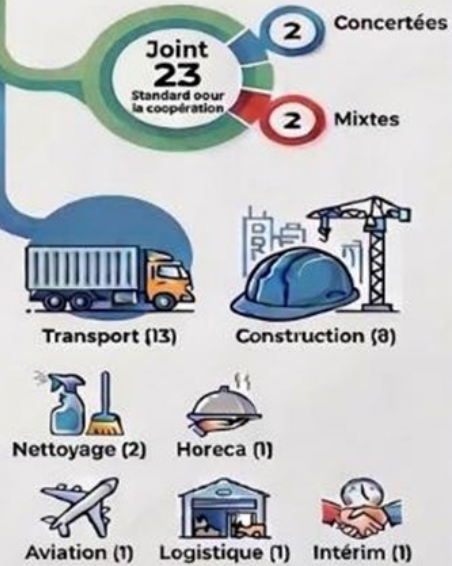 Joint
23
Standard oour
la coopération
2
Concertées
2
Mixtes
Transport (13)
Construction (8)
Nettoyage (2)
Horeca (1)
Aviation (1)
Logistique (1)
Intérim (1)